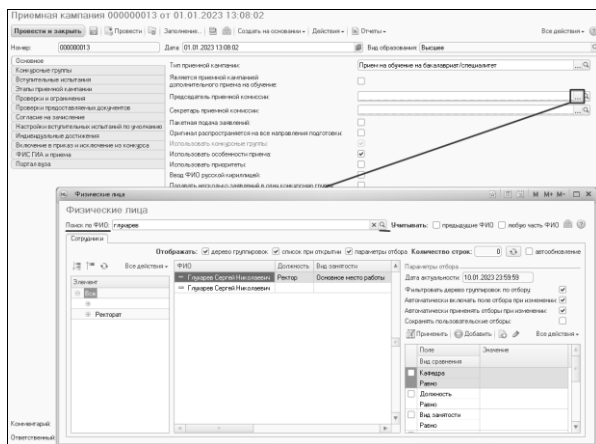 Приемная кампания 000000013 от 01.01.2023 13:08:02
Провести и закрыть Провести Заполнение... Создать на основании Действия Отчеты Все действия
Номер: 000000013 Дата: 01.01.2023 13:08:02 Вид образования: Высшее
Основное
Конкурсные группы
Вступительные испытания
Этапы приемной кампании
Проверки и ограничения
Проверки предоставляемых документов
Согласие на зачисление
Настройки вступительных испытаний по умолчанию
Индивидуальные достижения
Включение в приказ и исключение из конкурса
ФИС ГИА и приема
Портал вуза
Тип приемной кампании: Прием на обучение на бакалавриат/специалитет
Является приемной кампанией
дополнительного приема на обучение:
Председатель приемной комиссии:
Секретарь приемной комиссии:
Пакетная подача заявлений:
Оригинал распространяется на все направления подготовки:
Использовать конкурсные группы:
Использовать особенности приема:
Использовать приоритеты:
Ввод ФИО русской кириллицей:
Подавать несколько заявлений в одну конкурсную группу:
Физические лица M M+ M-
Физические лица
Поиск по ФИО: глухарев Учитывать: предыдущие ФИО любую часть ФИО
Сотрудники
Отображать: дерево группировок список при открытии параметры отбора Количество строк: 0 автообновление
Все действия
Элемент
Все
Ректорат
ФИО Должность Вид занятости
Глухарев Сергей Николаевич Ректор Основное место работы
Глухарев Сергей Николаевич
Параметры отбора
Дата актуальности: 10.01.2023 23:59:59
Фильтровать дерево группировок по отбору:
Автоматически включать поле отбора при изменении:
Автоматически применять отборы при изменении:
Сохранять пользовательские отборы:
Применить Добавить Все действия
Поле Значение
Вид сравнения
Кафедра
Равно
Должность
Равно
Вид занятости
Равно
Комментарий:
Ответственный: